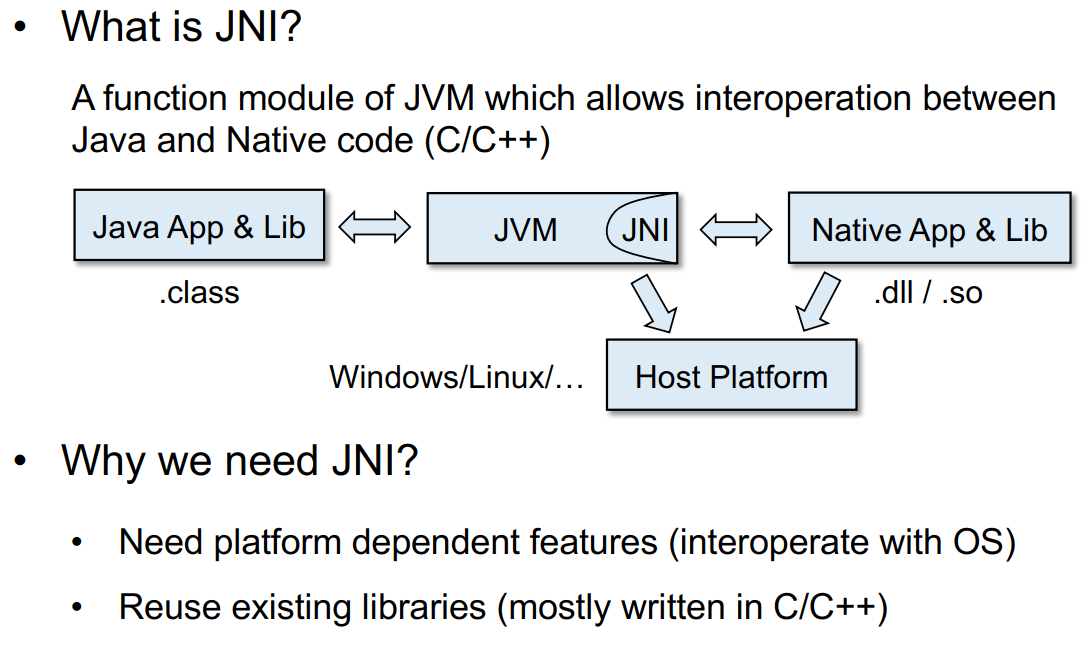 • What is JNI?
A function module of JVM which allows interoperation between
Java and Native code (C/C++)
Java App & Lib
JVM
JNI
Native App & Lib
.class
.dll / .so
Windows/Linux/…
Host Platform
• Why we need JNI?
• Need platform dependent features (interoperate with OS)
• Reuse existing libraries (mostly written in C/C++)